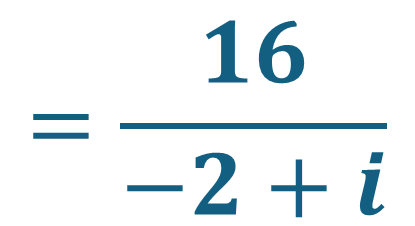 = 16
−2 + i